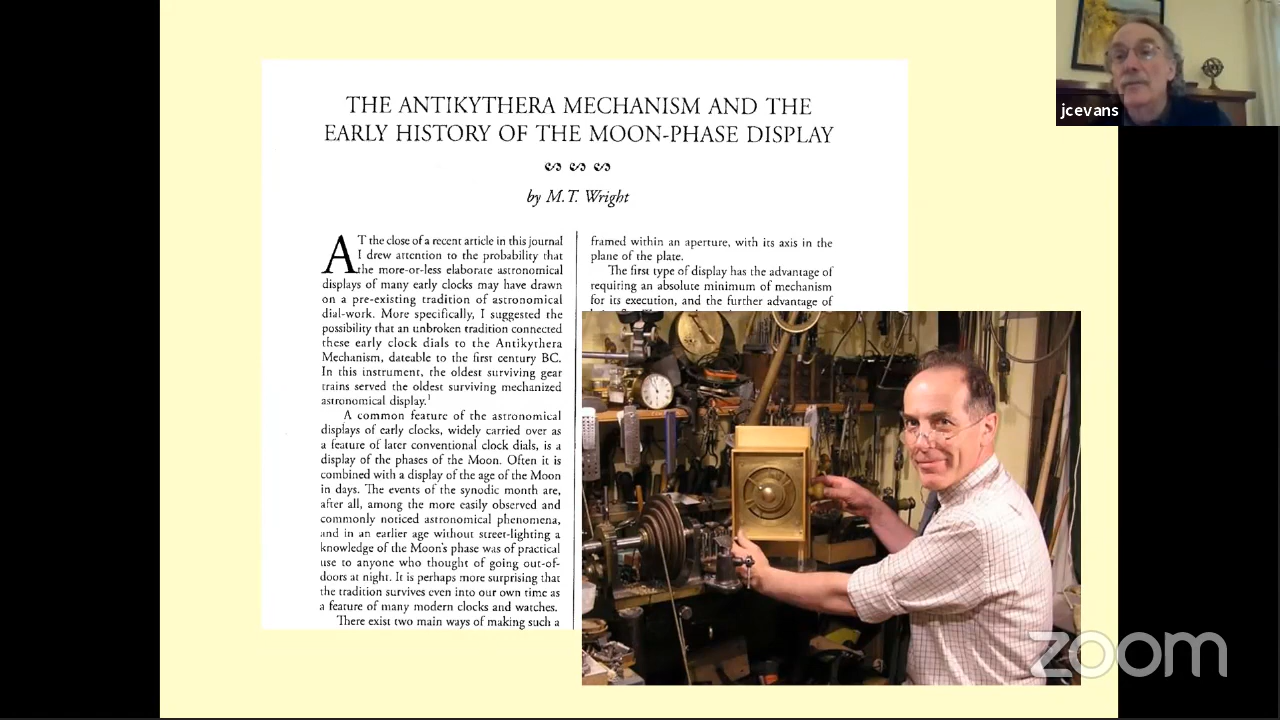 THE ANTIKYTHERA MECHANISM AND THE
EARLY HISTORY OF THE MOON-PHASE DISPLAY
by M.T. Wright
AT the close of a recent article in this journal
I drew attention to the probability that
the more-or-less elaborate astronomical
displays of many early clocks may have drawn
on a pre-existing tradition of astronomical
dial-work. More specifically, I suggested the
possibility that an unbroken tradition connected
these early clock dials to the Antikythera
Mechanism, dateable to the first century BC.
In this instrument, the oldest surviving gear
trains served the oldest surviving mechanized
astronomical display.¹
A common feature of the astronomical
displays of early clocks, widely carried over as
a feature of later conventional clock dials, is a
display of the phases of the Moon. Often it is
combined with a display of the age of the Moon
in days. The events of the synodic month are,
after all, among the more easily observed and
commonly noticed astronomical phenomena,
and in an earlier age without street-lighting a
knowledge of the Moon's phase was of practical
use to anyone who thought of going out-of-
doors at night. It is perhaps more surprising that
the tradition survives even into our own time as
a feature of many modern clocks and watches.
There exist two main ways of making such a
framed within an aperture, with its axis in the
plane of the plate.
The first type of display has the advantage of
requiring an absolute minimum of mechanism
for its execution, and the further advantage of
jcevans
zoom